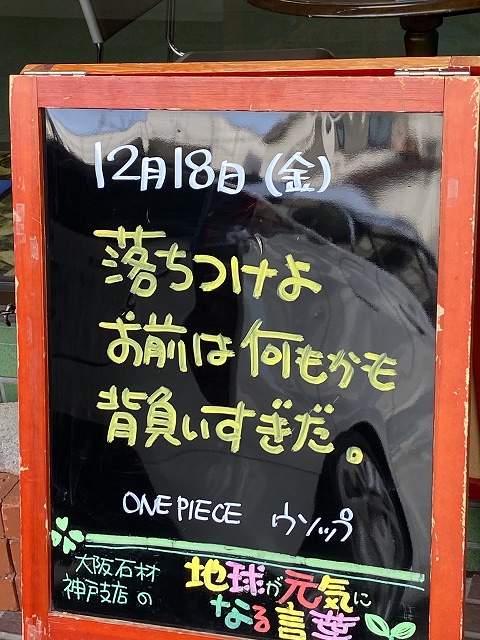 12月18日(金)
落ちつけよ
お前は何もかも
背負いすぎだ。
ONE PIECE ウソップ
大阪石材
神戸支店の
地球が元気に
なる言葉